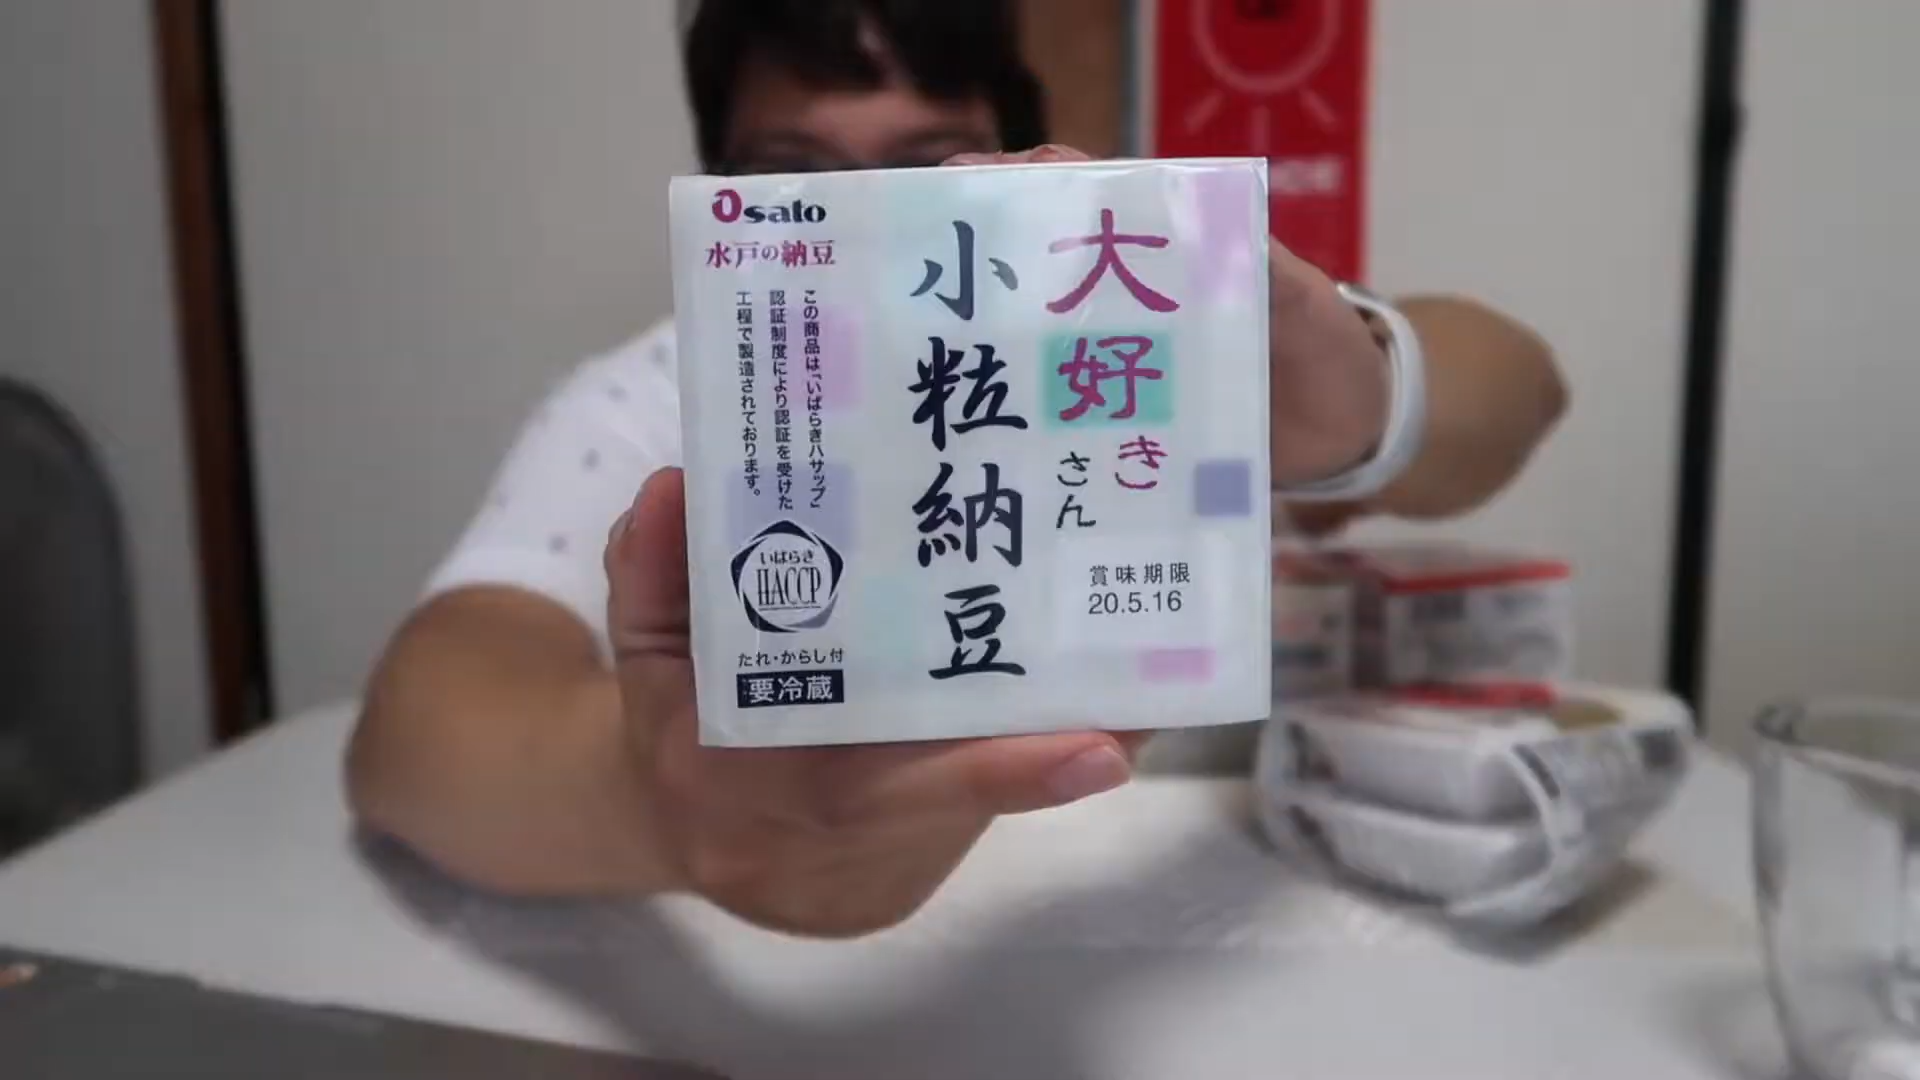 Osato
水戸の納豆
大好きさん
小粒納豆
この商品は「いばらきハサップ」
認証制度により認証を受けた
工程で製造されております。
いばらき
HACCP
たれ・からし付
要冷蔵
賞味期限
20.5.16